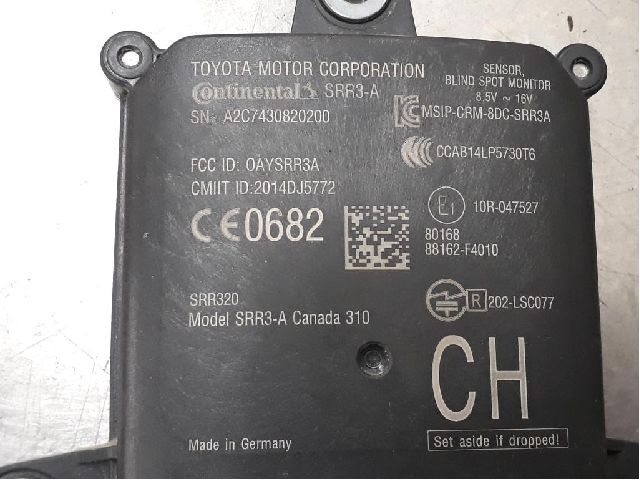 TOYOTA MOTOR CORPORATION
Continental SRR3-A
SN: A2C7430820200
SENSOR,
BLIND SPOT MONITOR
8.5V ~ 16V
MSIP-CRM-8DC-SRR3A
CCAB14LP5730T6
FCC ID: OAYSRR3A
CMIIT ID:2014DJ5772
CE0682
E1 10R-047527
80168
88162-F4010
R 202-LSC077
SRR320
Model SRR3-A Canada 310
CH
Made in Germany
Set aside if dropped!